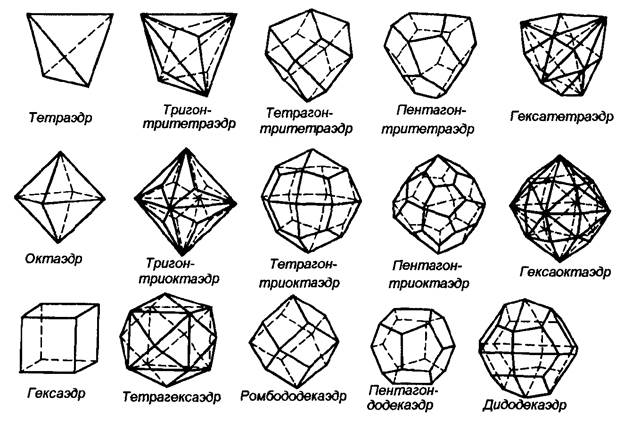 Тетраэдр
Тригон-
тритетраэдр
Тетрагон-
тритетраэдр
Пентагон-
тритетраэдр
Гексатетраэдр
Октаэдр
Тригон-
триоктаэдр
Тетрагон-
триоктаэдр
Пентагон-
триоктаэдр
Гексаоктаэдр
Гексаэдр
Тетрагексаэдр
Ромбододекаэдр
Пентагон-
додекаэдр
Дидодекаэдр